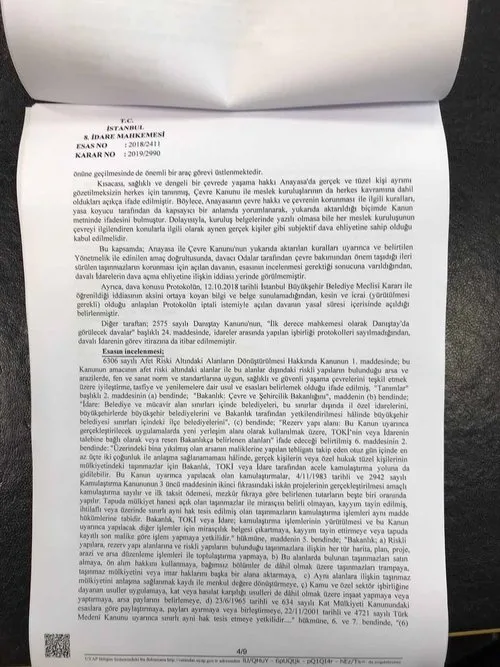 T.C.
İSTANBUL
8. İDARE MAHKEMESİ
ESAS NO : 2018/2411
KARAR NO : 2019/2990
önüne geçilmesinde de önemli bir araç görevi üstlenmektedir.
Kısacası, sağlıklı ve dengeli bir çevrede yaşama hakkı Anayasa'da gerçek ve tüzel kişi ayrımı
gözetilmeksizin herkes için tanınmış, Çevre Kanunu ile meslek kuruluşlarının da herkes kavramına dahil
oldukları açıkça ifade edilmiştir. Böylece, Anayasanın çevre hakkı ve çevrenin korunması ile ilgili kuralları,
yasa koyucu tarafından da kapsayıcı bir anlamda yorumlanarak, yukarıda aktarıldığı biçimde Kanun
metninde ifadesini bulmuştur. Dolayısıyla, kuruluş belgelerinde yazılı olmasa bile her meslek kuruluşunun
çevreyi ilgilendiren konularla ilgili olarak aynen gerçek kişiler gibi subjektif dava ehliyetine sahip olduğu
kabul edilmelidir.
Bu kapsamda; Anayasa ile Çevre Kanunu'nun yukarıda aktarılan kuralları uyarınca ve belirtilen
Yönetmelik ile edinilen amaç doğrultusunda, davacı Odalar tarafından çevre bakımından önem taşıdığı ileri
sürülen taşınmazların korunması için açılan davanın, esasının incelenmesi gerektiği sonucuna varıldığından,
davalı İdarelerin dava açma ehliyetine ilişkin iddiası yerinde görülmemiştir.
Ayrıca, dava konusu Protokolün, 12.10.2018 tarihli İstanbul Büyükşehir Belediye Meclisi Kararı ile
öğrenildiği iddiasının aksini ortaya koyan bilgi ve belge sunulamadığından, kesin ve icrai (yürütülmesi
gerekli) olduğu anlaşılan Protokolün iptali istemiyle açılan davanın yasal süresi içerisinde açıldığı
belirlenmiştir.
Diğer taraftan; 2575 sayılı Danıştay Kanunu'nun, "İlk derece mahkemesi olarak Danıştay'da
görülecek davalar" başlıklı 24. maddesinde, idareler arasında yapılan işbirliği protokolleri sayılmadığından,
davalı İdarenin görev itirazına da itibar edilmemiştir.
Esasın incelenmesi;
6306 sayılı Afet Riski Altındaki Alanların Dönüştürülmesi Hakkında Kanunun 1. maddesinde; bu
Kanunun amacının afet riski altındaki alanlar ile bu alanlar dışındaki riskli yapıların bulunduğu arsa ve
arazilerde, fen ve sanat norm ve standartlarına uygun, sağlıklı ve güvenli yaşama çevrelerini teşkil etmek
üzere iyileştirme, tasfiye ve yenilemelere dair usul ve esasları belirlemek olduğu ifade edilmiş, "Tanımlar"
başlıklı 2. maddesinin (a) bendinde; "Bakanlık: Çevre ve Şehircilik Bakanlığını", maddenin (b) bendinde;
"İdare: Belediye ve mücavir alan sınırları içinde belediyeleri, bu sınırlar dışında il özel idarelerini,
büyükşehirlerde büyükşehir belediyelerini ve Bakanlık tarafından yetkilendirilmesi hâlinde büyükşehir
belediyesi sınırları içindeki ilçe belediyelerini", (c) bendinde; "Rezerv yapı alanı: Bu Kanun uyarınca
gerçekleştirilecek uygulamalarda yeni yerleşim alanı olarak kullanılmak üzere, TOKİ'nin veya İdarenin
talebine bağlı olarak veya resen Bakanlıkça belirlenen alanları" ifade edeceği belirtilmiş 6. maddesinin 2.
bendinde: "Üzerindeki bina yıkılmış olan arsanın maliklerine yapılan tebligatı takip eden otuz gün içinde en
az üçte iki çoğunluk ile anlaşma sağlanamaması hâlinde, gerçek kişilerin veya özel hukuk tüzel kişilerinin
mülkiyetindeki taşınmazlar için Bakanlık, TOKİ veya İdare tarafından acele kamulaştırma yoluna da
gidilebilir. Bu Kanun uyarınca yapılacak olan kamulaştırmalar, 4/11/1983 tarihli ve 2942 sayılı
Kamulaştırma Kanununun 3 üncü maddesinin ikinci fıkrasındaki iskân projelerinin gerçekleştirilmesi amaçlı
kamulaştırma sayılır ve ilk taksit ödemesi, mezkûr fıkraya göre belirlenen tutarların beşte biri oranında
yapılır. Tapuda mülkiyet hanesi açık olan taşınmazlar ile mirasçısı belirli olmayan, kayyım tayin edilmiş,
ihtilaflı veya üzerinde sınırlı ayni hak tesis edilmiş olan taşınmazların kamulaştırma işlemleri aynı madde
hükümlerine tabidir. Bakanlık, TOKİ veya İdare; kamulaştırma işlemlerinin yürütülmesi ve bu Kanun
uyarınca yapılacak diğer işlemler için mirasçılık belgesi çıkartmaya, kayyım tayin ettirmeye veya tapuda
kayıtlı son malike göre işlem yapmaya yetkilidir." hükmüne, maddenin 5. bendinde; "Bakanlık; a) Riskli
yapılara, rezerv yapı alanlarına ve riskli yapıların bulunduğu taşınmazlara ilişkin her tür harita, plan, proje,
arazi ve arsa düzenleme işlemleri ile toplulaştırma yapmaya, b) Bu alanlarda bulunan taşınmazları satın
almaya, ön alım hakkını kullanmaya, bağımsız bölümler de dâhil olmak üzere taşınmazları trampaya,
taşınmaz mülkiyetini veya imar haklarını başka bir alana aktarmaya, c) Aynı alanlara ilişkin taşınmaz
mülkiyetini anlaşma sağlanmak kaydı ile menkul değere dönüştürmeye, ç) Kamu ve özel sektör işbirliğine
dayanan usuller uygulamaya, kat veya hasılat karşılığı usulleri de dâhil olmak üzere inşaat yapmaya veya
yaptırmaya, arsa paylarını belirlemeye, d) 23/6/1965 tarihli ve 634 sayılı Kat Mülkiyeti Kanunundaki
esaslara göre paylaştırmaya, payları ayırmaya veya birleştirmeye, 22/11/2001 tarihli ve 4721 sayılı Türk
Medeni Kanunu uyarınca sınırlı ayni hak tesis etmeye yetkilidir...." hükmüne, 6. ve 7. bendinde, "(6)
4/9